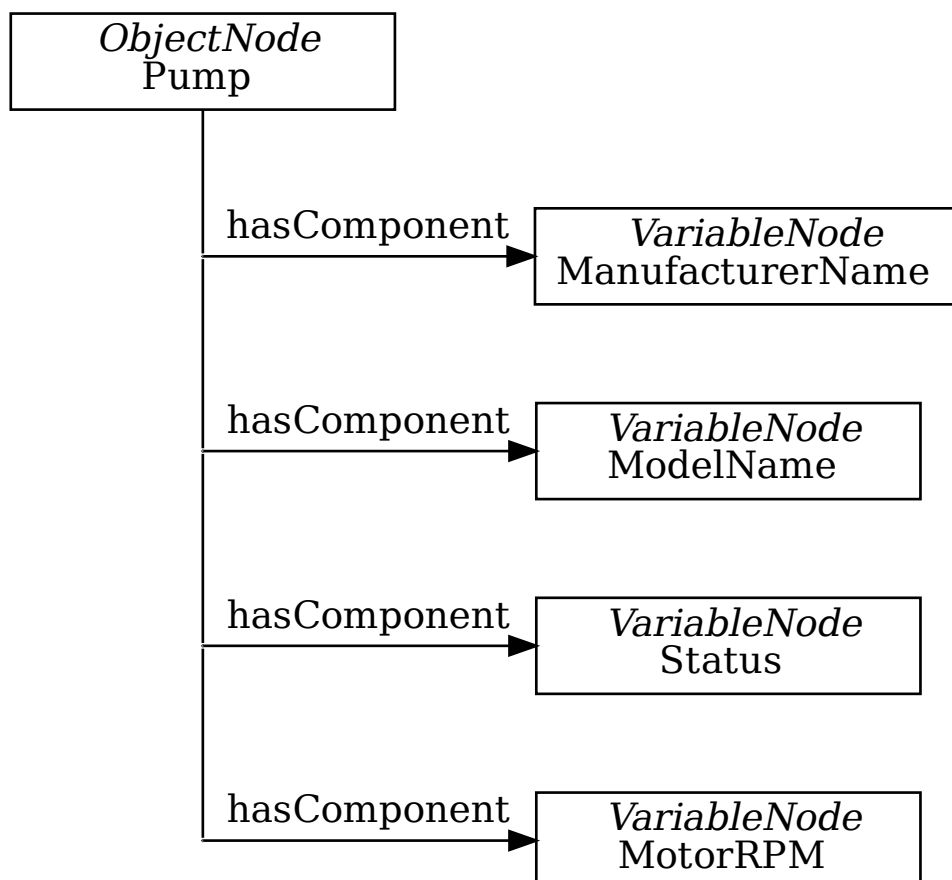 ObjectNode
Pump
hasComponent
VariableNode
ManufacturerName
hasComponent
VariableNode
ModelName
hasComponent
VariableNode
Status
hasComponent
VariableNode
MotorRPM